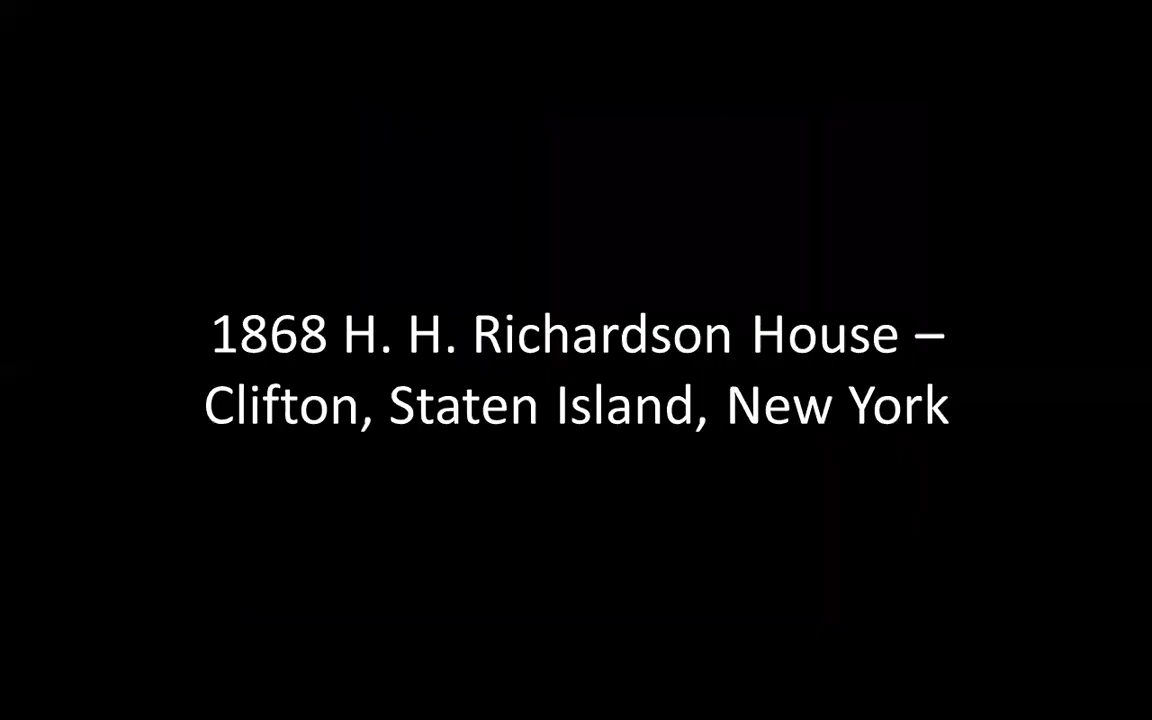 1868 H. H. Richardson House –
Clifton, Staten Island, New York